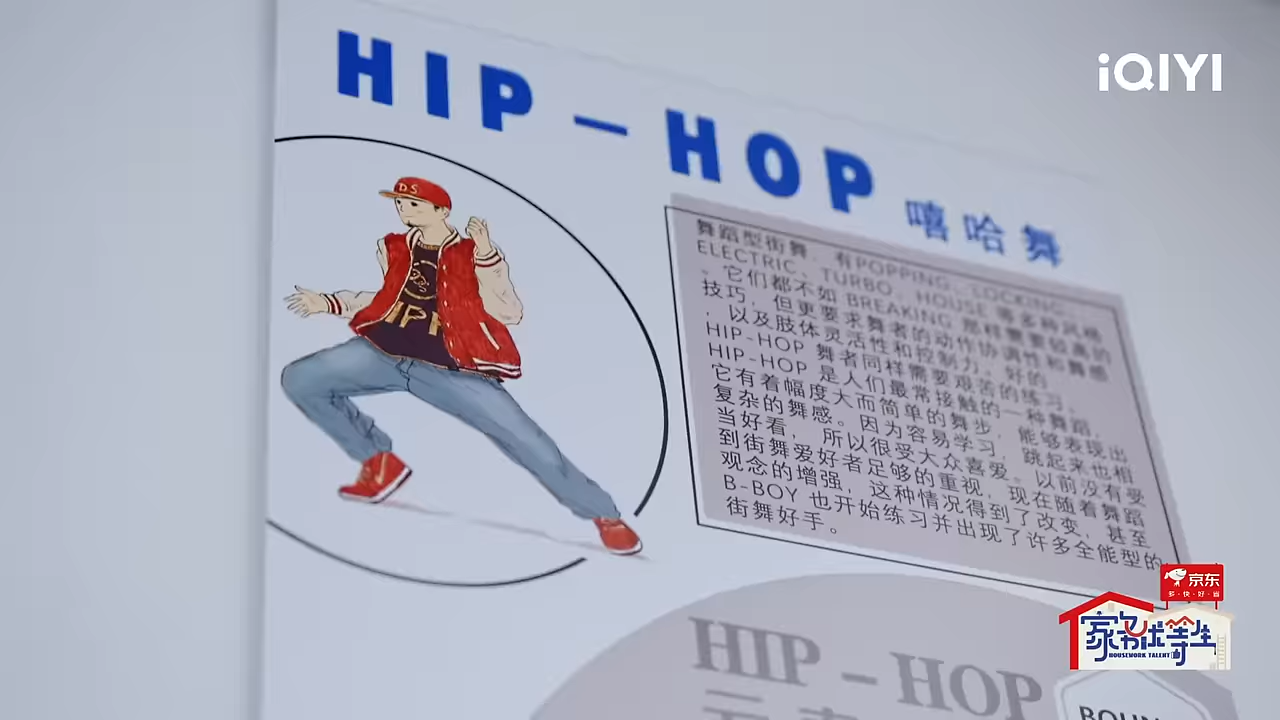 iQIYI
HIP-HOP 嘻哈舞
DS
HIP
舞蹈型街舞，有POPPING、LOCKING、
ELECTRIC、TURBO、HOUSE 等多种风格
。它们都不如 BREAKING 那样需要较高的
技巧，但更要求舞者的动作协调性和舞感
，以及肢体灵活性和控制力，好的
HIP-HOP 舞者同样需要艰苦的练习。
HIP-HOP 是人们最常接触的一种舞蹈，
它有着幅度大而简单的舞步，能够表现出
复杂的舞感。因为容易学习，跳起来也相
当好看，所以很受大众喜爱。以前没有受
到街舞爱好者足够的重视，现在随着舞蹈
观念的增强，这种情况得到了改变，甚至
B-BOY 也开始练习并出现了许多全能型的
街舞好手。
HIP-HOP
京东
多·快·好·省
家务优等生
HOUSEWORK TALENT